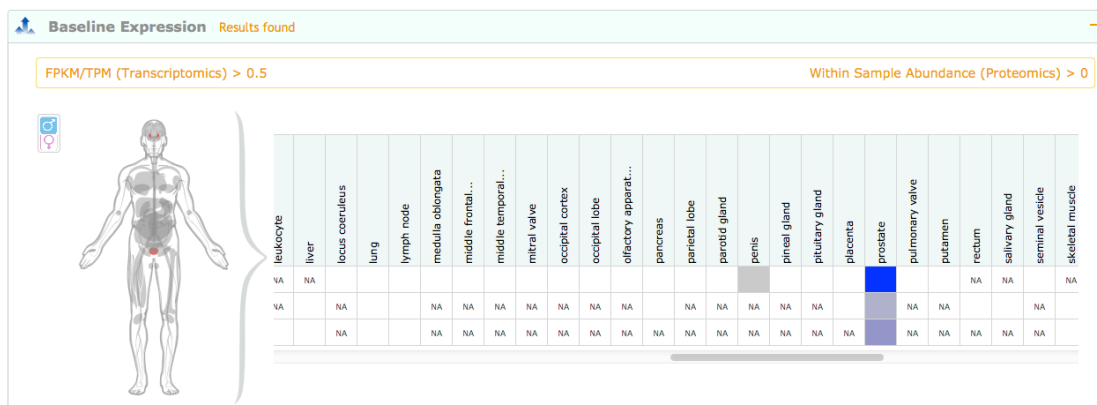 Baseline Expression Results found
FPKM/TPM (Transcriptomics) > 0.5
Within Sample Abundance (Proteomics) > 0
leukocyte
liver
locus coeruleus
lung
lymph node
medulla oblongata
middle frontal...
middle temporal...
mitral valve
occipital cortex
occipital lobe
olfactory apparat...
pancreas
parietal lobe
parotid gland
penis
pineal gland
pituitary gland
placenta
prostate
pulmonary valve
putamen
rectum
salivary gland
seminal vesicle
skeletal muscle
NA NA NA NA NA
NA NA NA NA NA NA NA NA NA NA NA NA NA NA NA NA NA
NA NA NA NA NA NA NA NA NA NA NA NA NA NA NA NA NA NA NA NA